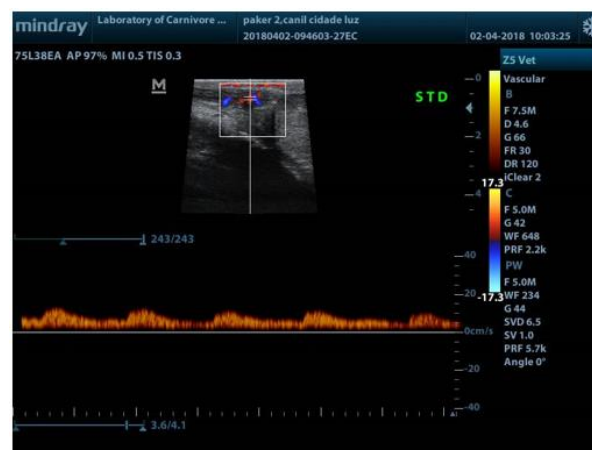 mindray
Laboratory of Carnivore ...
paker 2,canil cidade luz
20180402-094603-27EC
02-04-2018 10:03:25
75L38EA AP 97% MI 0.5 TIS 0.3
M
STD
0
2
4
Z5 Vet
Vascular
B
F 7.5M
D 4.6
G 66
FR 30
DR 120
iClear 2
17.3
C
F 5.0M
G 42
WF 648
PRF 2.2k
-17.3
PW
F 5.0M
WF 234
G 44
SVD 6.5
SV 1.0
PRF 5.7k
Angle 0°
243/243
40
20
0cm/s
-20
-40
3.6/4.1